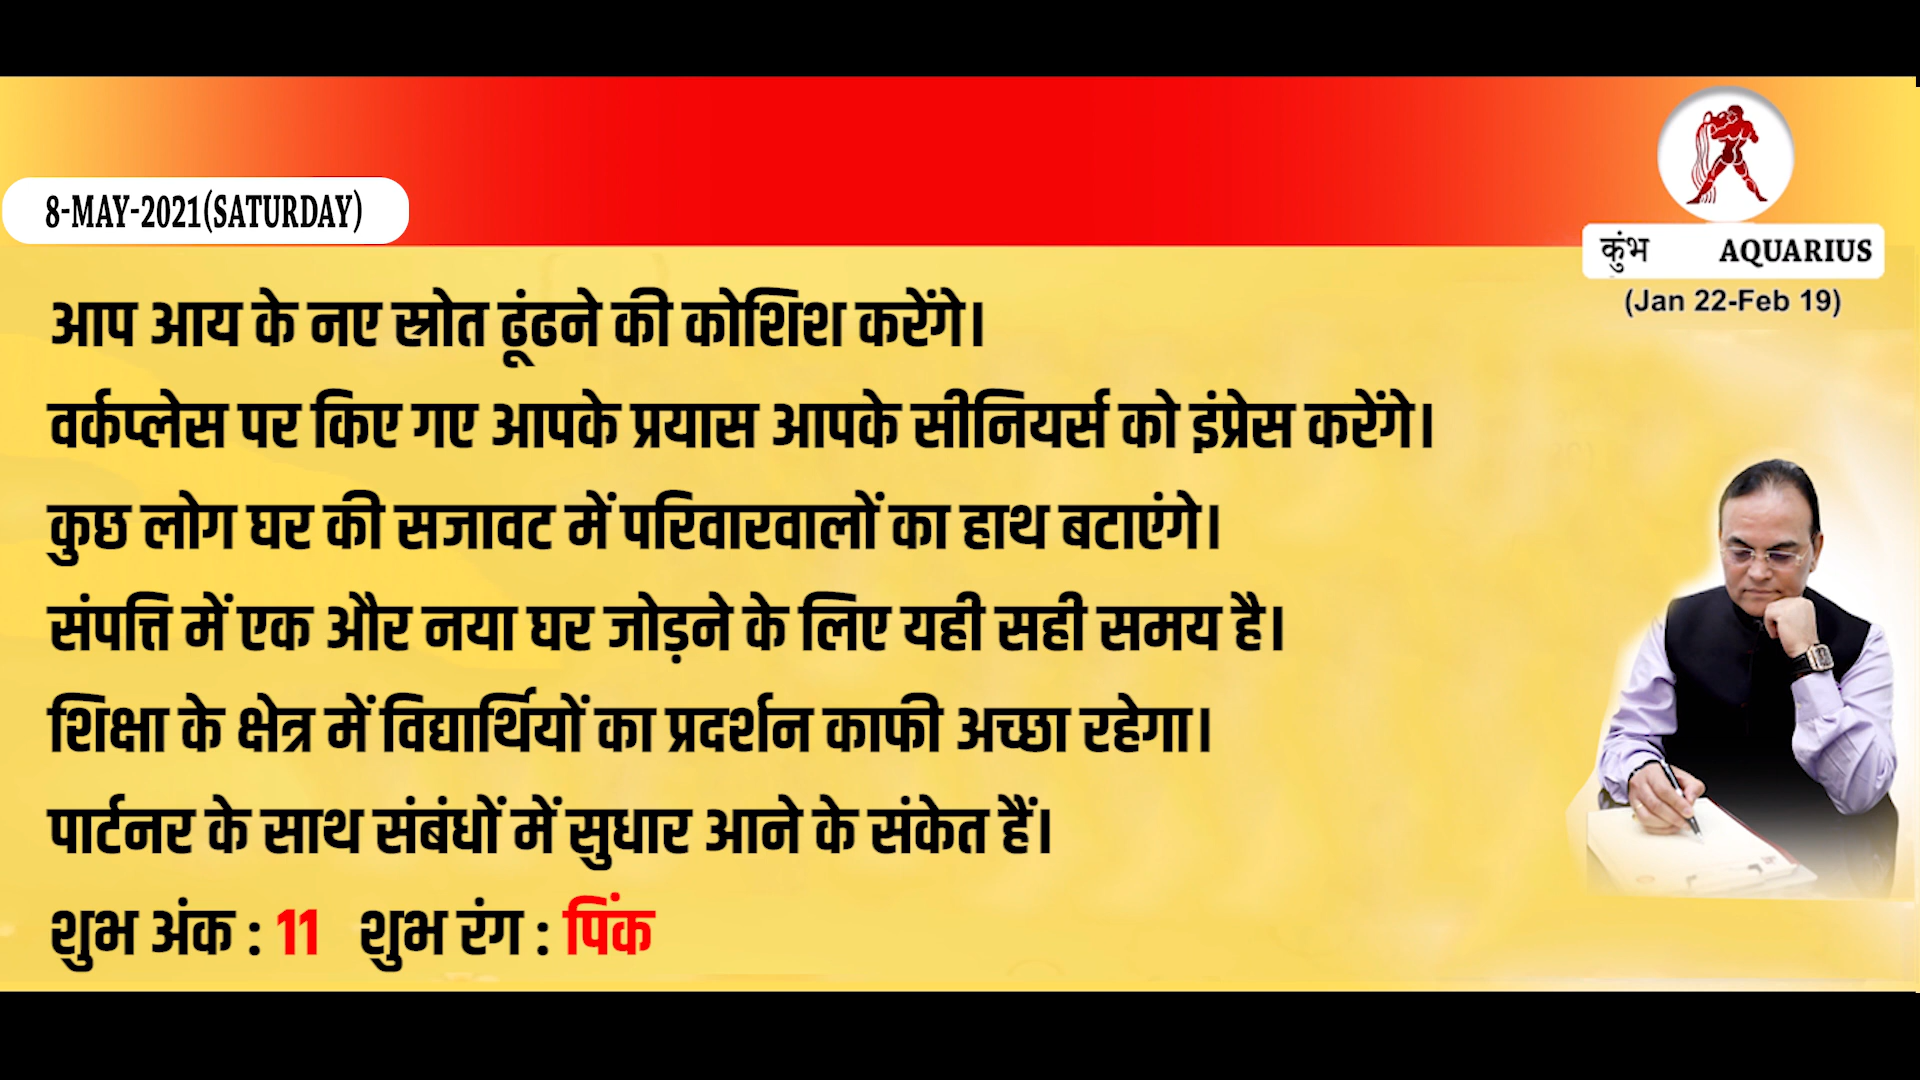 8-MAY-2021(SATURDAY)
कुंभ AQUARIUS
(Jan 22-Feb 19)
आप आय के नए स्रोत ढूंढने की कोशिश करेंगे।
वर्कप्लेस पर किए गए आपके प्रयास आपके सीनियर्स को इंप्रेस करेंगे।
कुछ लोग घर की सजावट में परिवारवालों का हाथ बटाएंगे।
संपत्ति में एक और नया घर जोड़ने के लिए यही सही समय है।
शिक्षा के क्षेत्र में विद्यार्थियों का प्रदर्शन काफी अच्छा रहेगा।
पार्टनर के साथ संबंधों में सुधार आने के संकेत हैं।
शुभ अंक : 11 शुभ रंग : पिंक